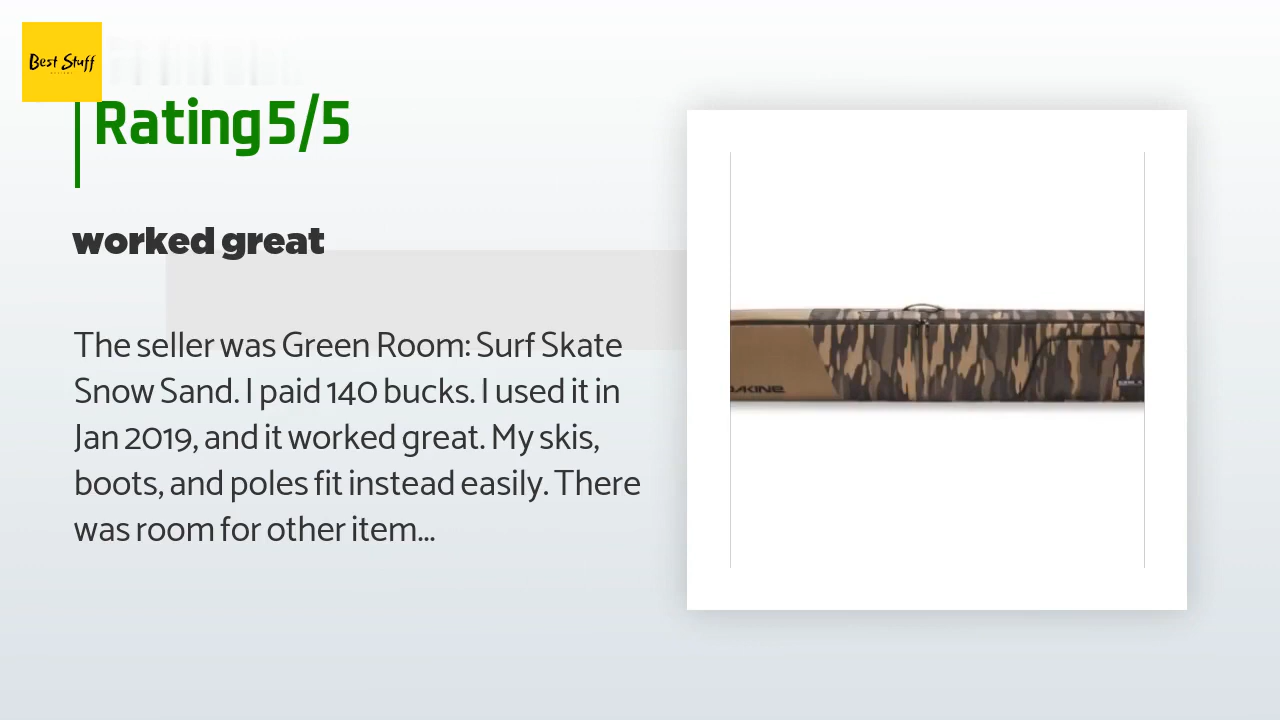 Best Stuff
Rating 5/5
worked great
The seller was Green Room: Surf Skate
Snow Sand. I paid 140 bucks. I used it in
Jan 2019, and it worked great. My skis,
boots, and poles fit instead easily. There
was room for other item...
DAKINE